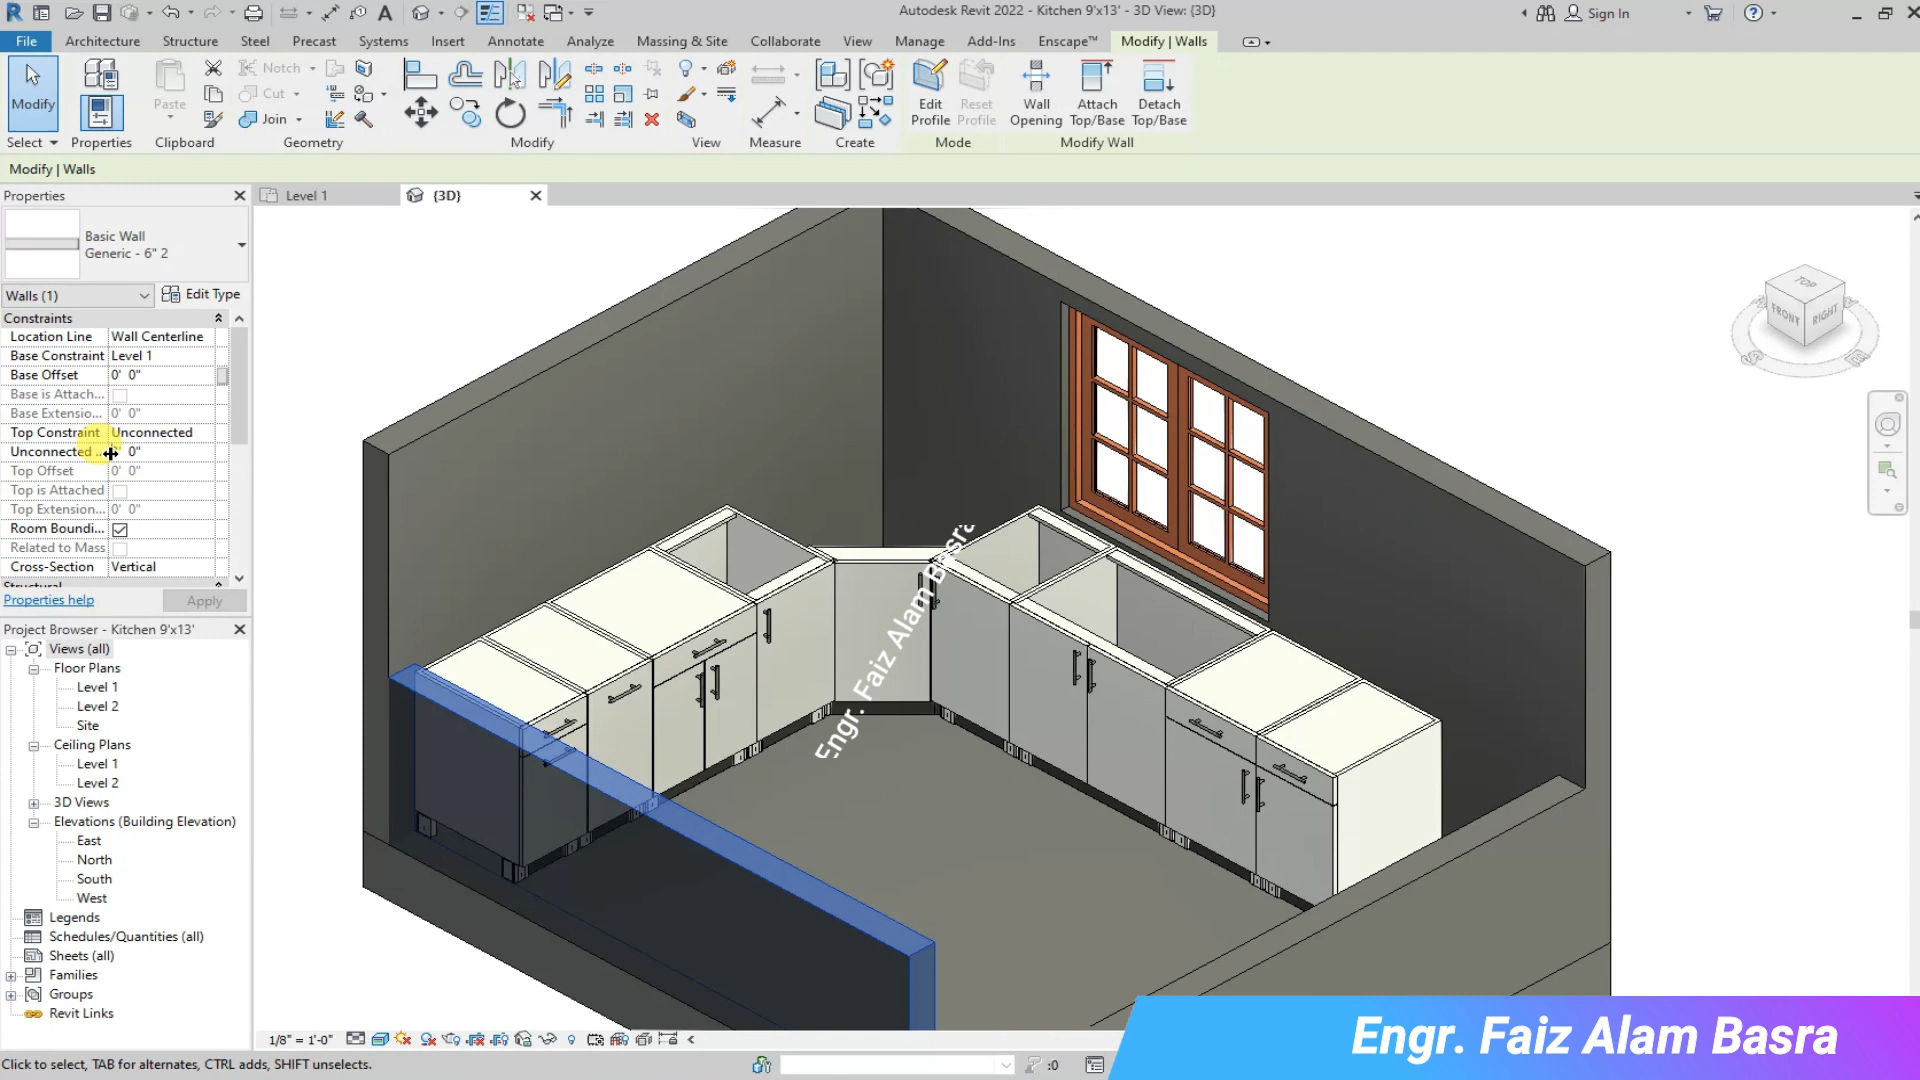 Autodesk Revit 2022 - Kitchen 9'x13' - 3D View: {3D}
Sign In
File Architecture Structure Steel Precast Systems Insert Annotate Analyze Massing & Site Collaborate View Manage Add-Ins Enscape™ Modify | Walls
Modify
Paste
Notch
Cut
Join
Edit Profile
Reset Profile
Wall Opening
Attach Top/Base
Detach Top/Base
Select Properties Clipboard Geometry Modify View Measure Create Mode Modify Wall
Modify | Walls
Properties
Level 1
{3D}
Basic Wall
Generic - 6" 2
Walls (1)
Edit Type
Constraints
Location Line Wall Centerline
Base Constraint Level 1
Base Offset 0' 0"
Base is Attach...
Base Extensio... 0' 0"
Top Constraint Unconnected
Unconnected ... 0"
Top Offset 0' 0"
Top is Attached
Top Extension... 0' 0"
Room Boundi...
Related to Mass
Cross-Section Vertical
Structural
Properties help
Apply
Project Browser - Kitchen 9'x13'
Views (all)
Floor Plans
Level 1
Level 2
Site
Ceiling Plans
Level 1
Level 2
3D Views
Elevations (Building Elevation)
East
North
South
West
Legends
Schedules/Quantities (all)
Sheets (all)
Families
Groups
Revit Links
TOP
FRONT
RIGHT
S
E
Engr. Faiz Alam Basra
1/8" = 1'-0"
Click to select, TAB for alternates, CTRL adds, SHIFT unselects.
:0
Engr. Faiz Alam Basra